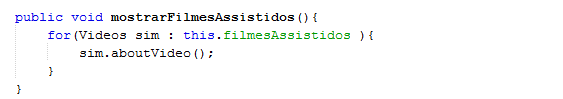 public void mostrarFilmesAssistidos(){
    for(Videos sim : this.filmesAssistidos ){
        sim.aboutVideo();
    }
}